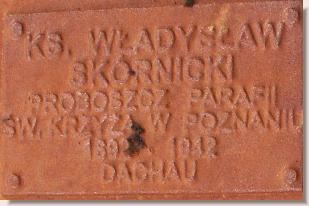 KS. WŁADYSŁAW
SKÓRNICKI
PROBOSZCZ PARAFII
ŚW. KRZYŻA W POZNANIU
1942
DACHAU